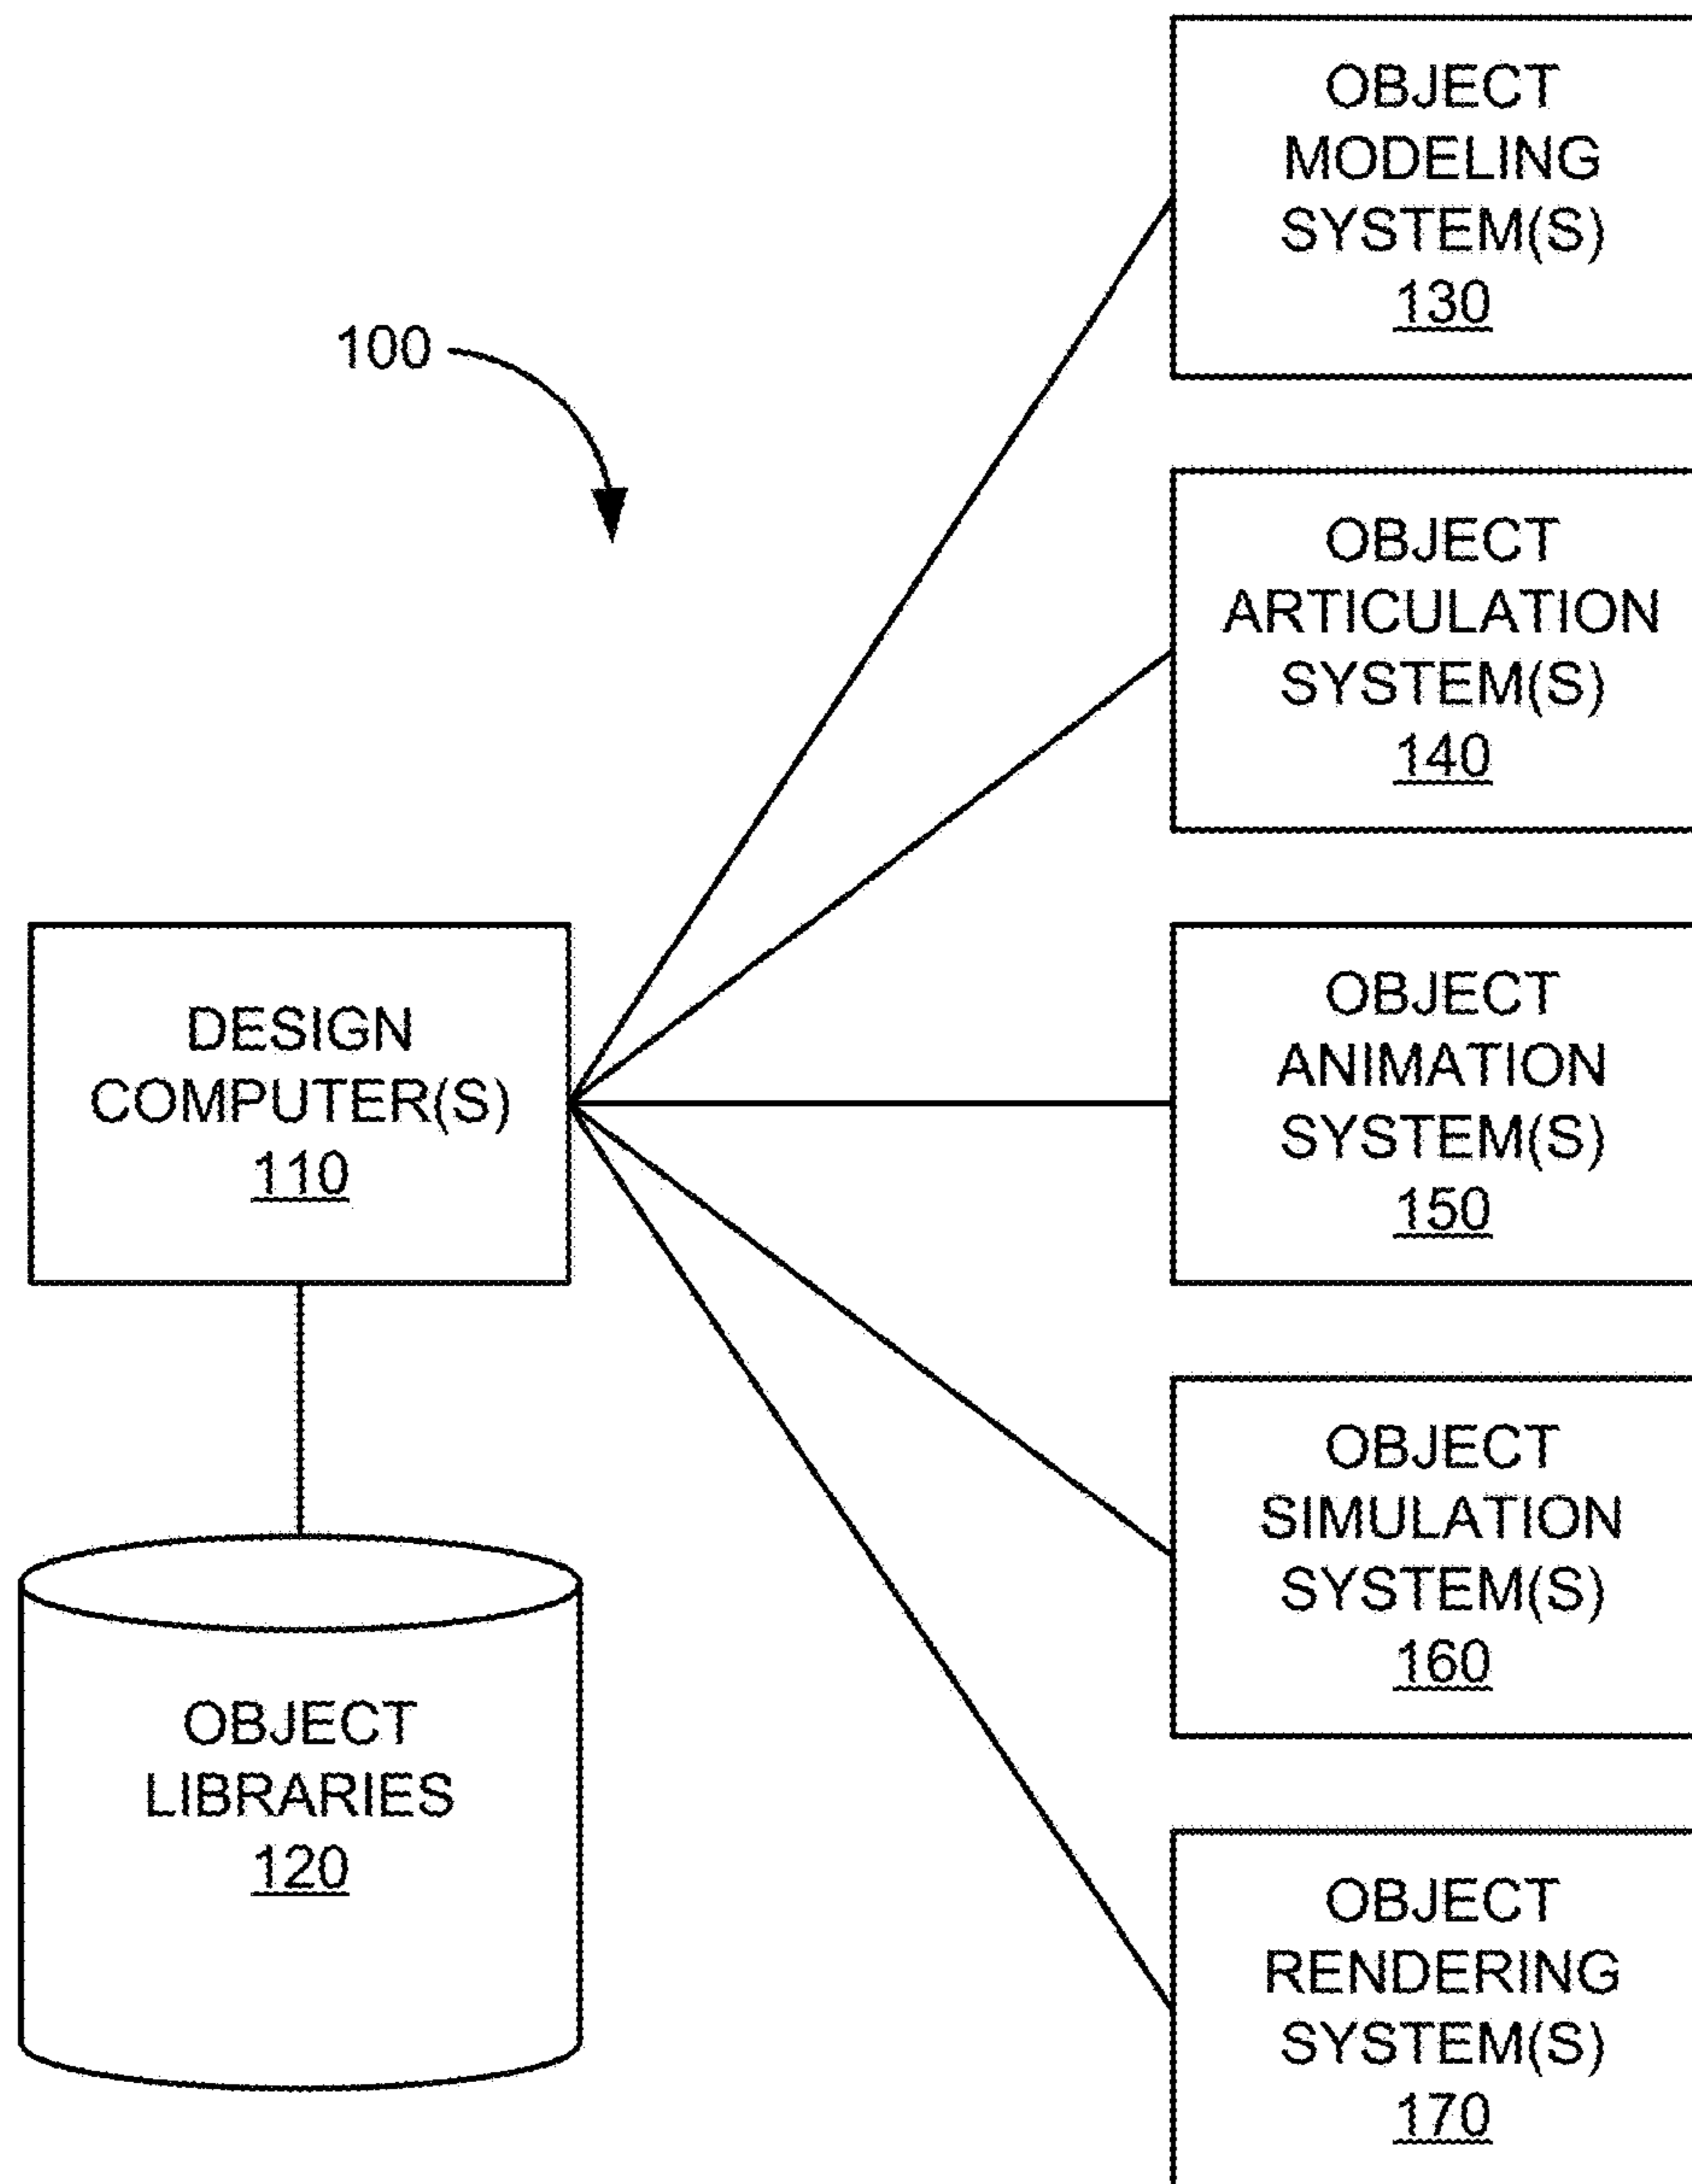 OBJECT
MODELING
SYSTEM(S)
130
100
OBJECT
ARTICULATION
SYSTEM(S)
140
DESIGN
COMPUTER(S)
110
OBJECT
ANIMATION
SYSTEM(S)
150
OBJECT
SIMULATION
SYSTEM(S)
160
OBJECT
LIBRARIES
120
OBJECT
RENDERING
SYSTEM(S)
170